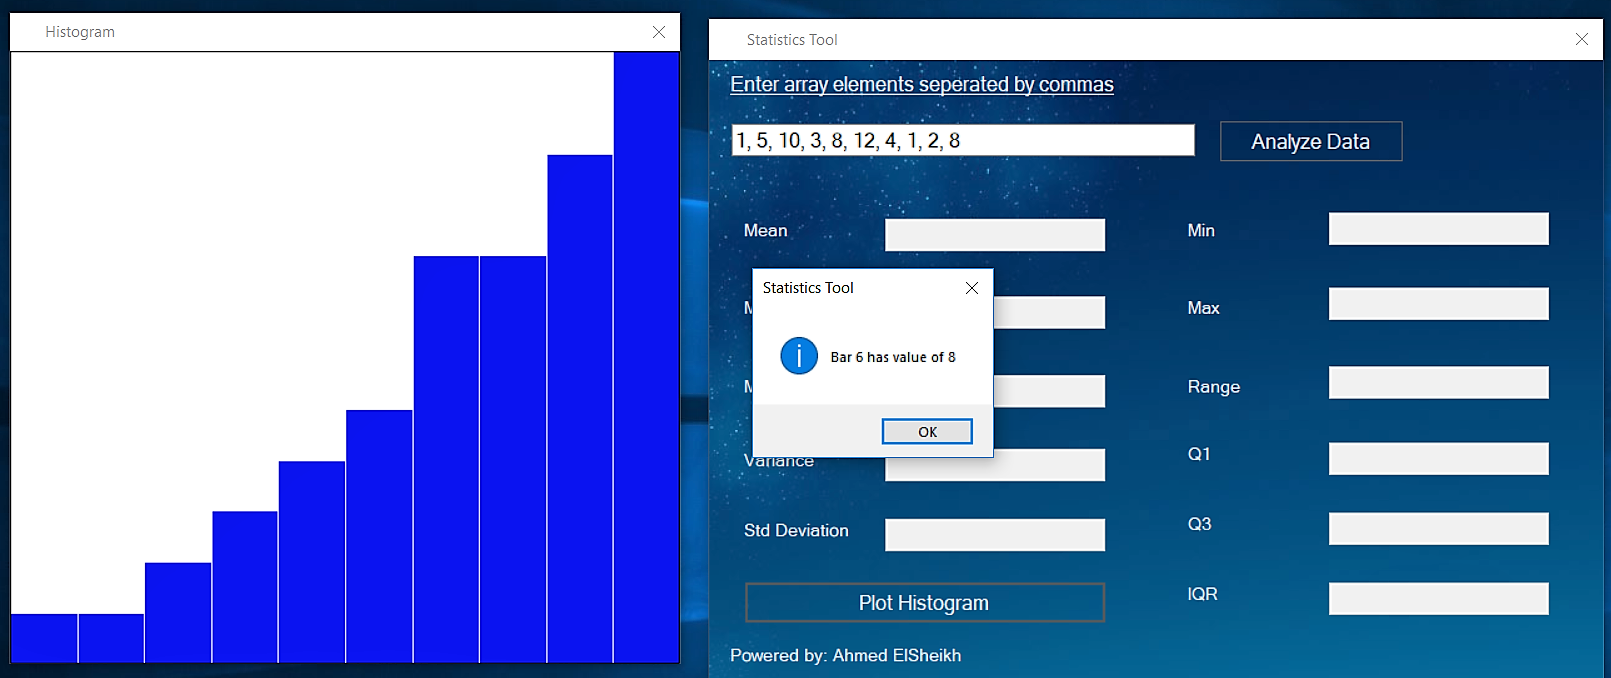 Histogram
Statistics Tool
Enter array elements seperated by commas
1, 5, 10, 3, 8, 12, 4, 1, 2, 8
Analyze Data
Mean
Min
Statistics Tool
Max
Bar 6 has value of 8
Range
OK
Variance
Q1
Std Deviation
Q3
Plot Histogram
IQR
Powered by: Ahmed ElSheikh